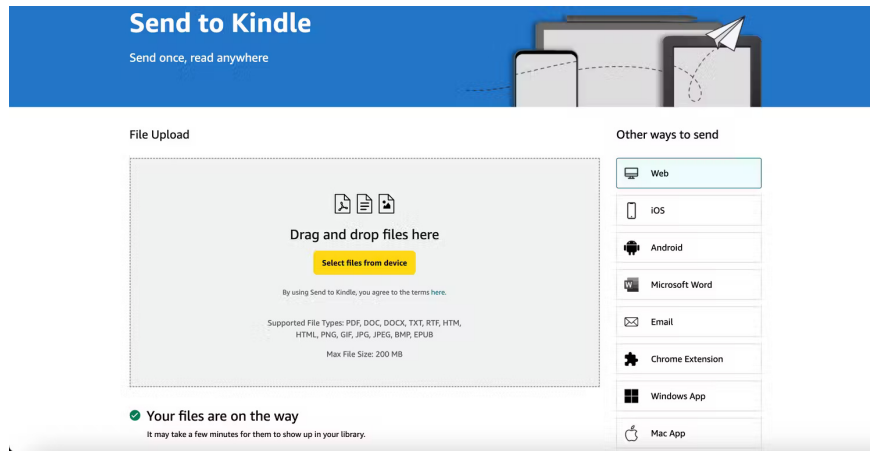 Send to Kindle
Send once, read anywhere
File Upload
Drag and drop files here
Select files from device
By using Send to Kindle, you agree to the terms here.
Supported File Types: PDF, DOC, DOCX, TXT, RTF, HTM,
HTML, PNG, GIF, JPG, JPEG, BMP, EPUB
Max File Size: 200 MB
Your files are on the way
It may take a few minutes for them to show up in your library.
Other ways to send
Web
iOS
Android
W
Microsoft Word
Email
Chrome Extension
Windows App
Mac App